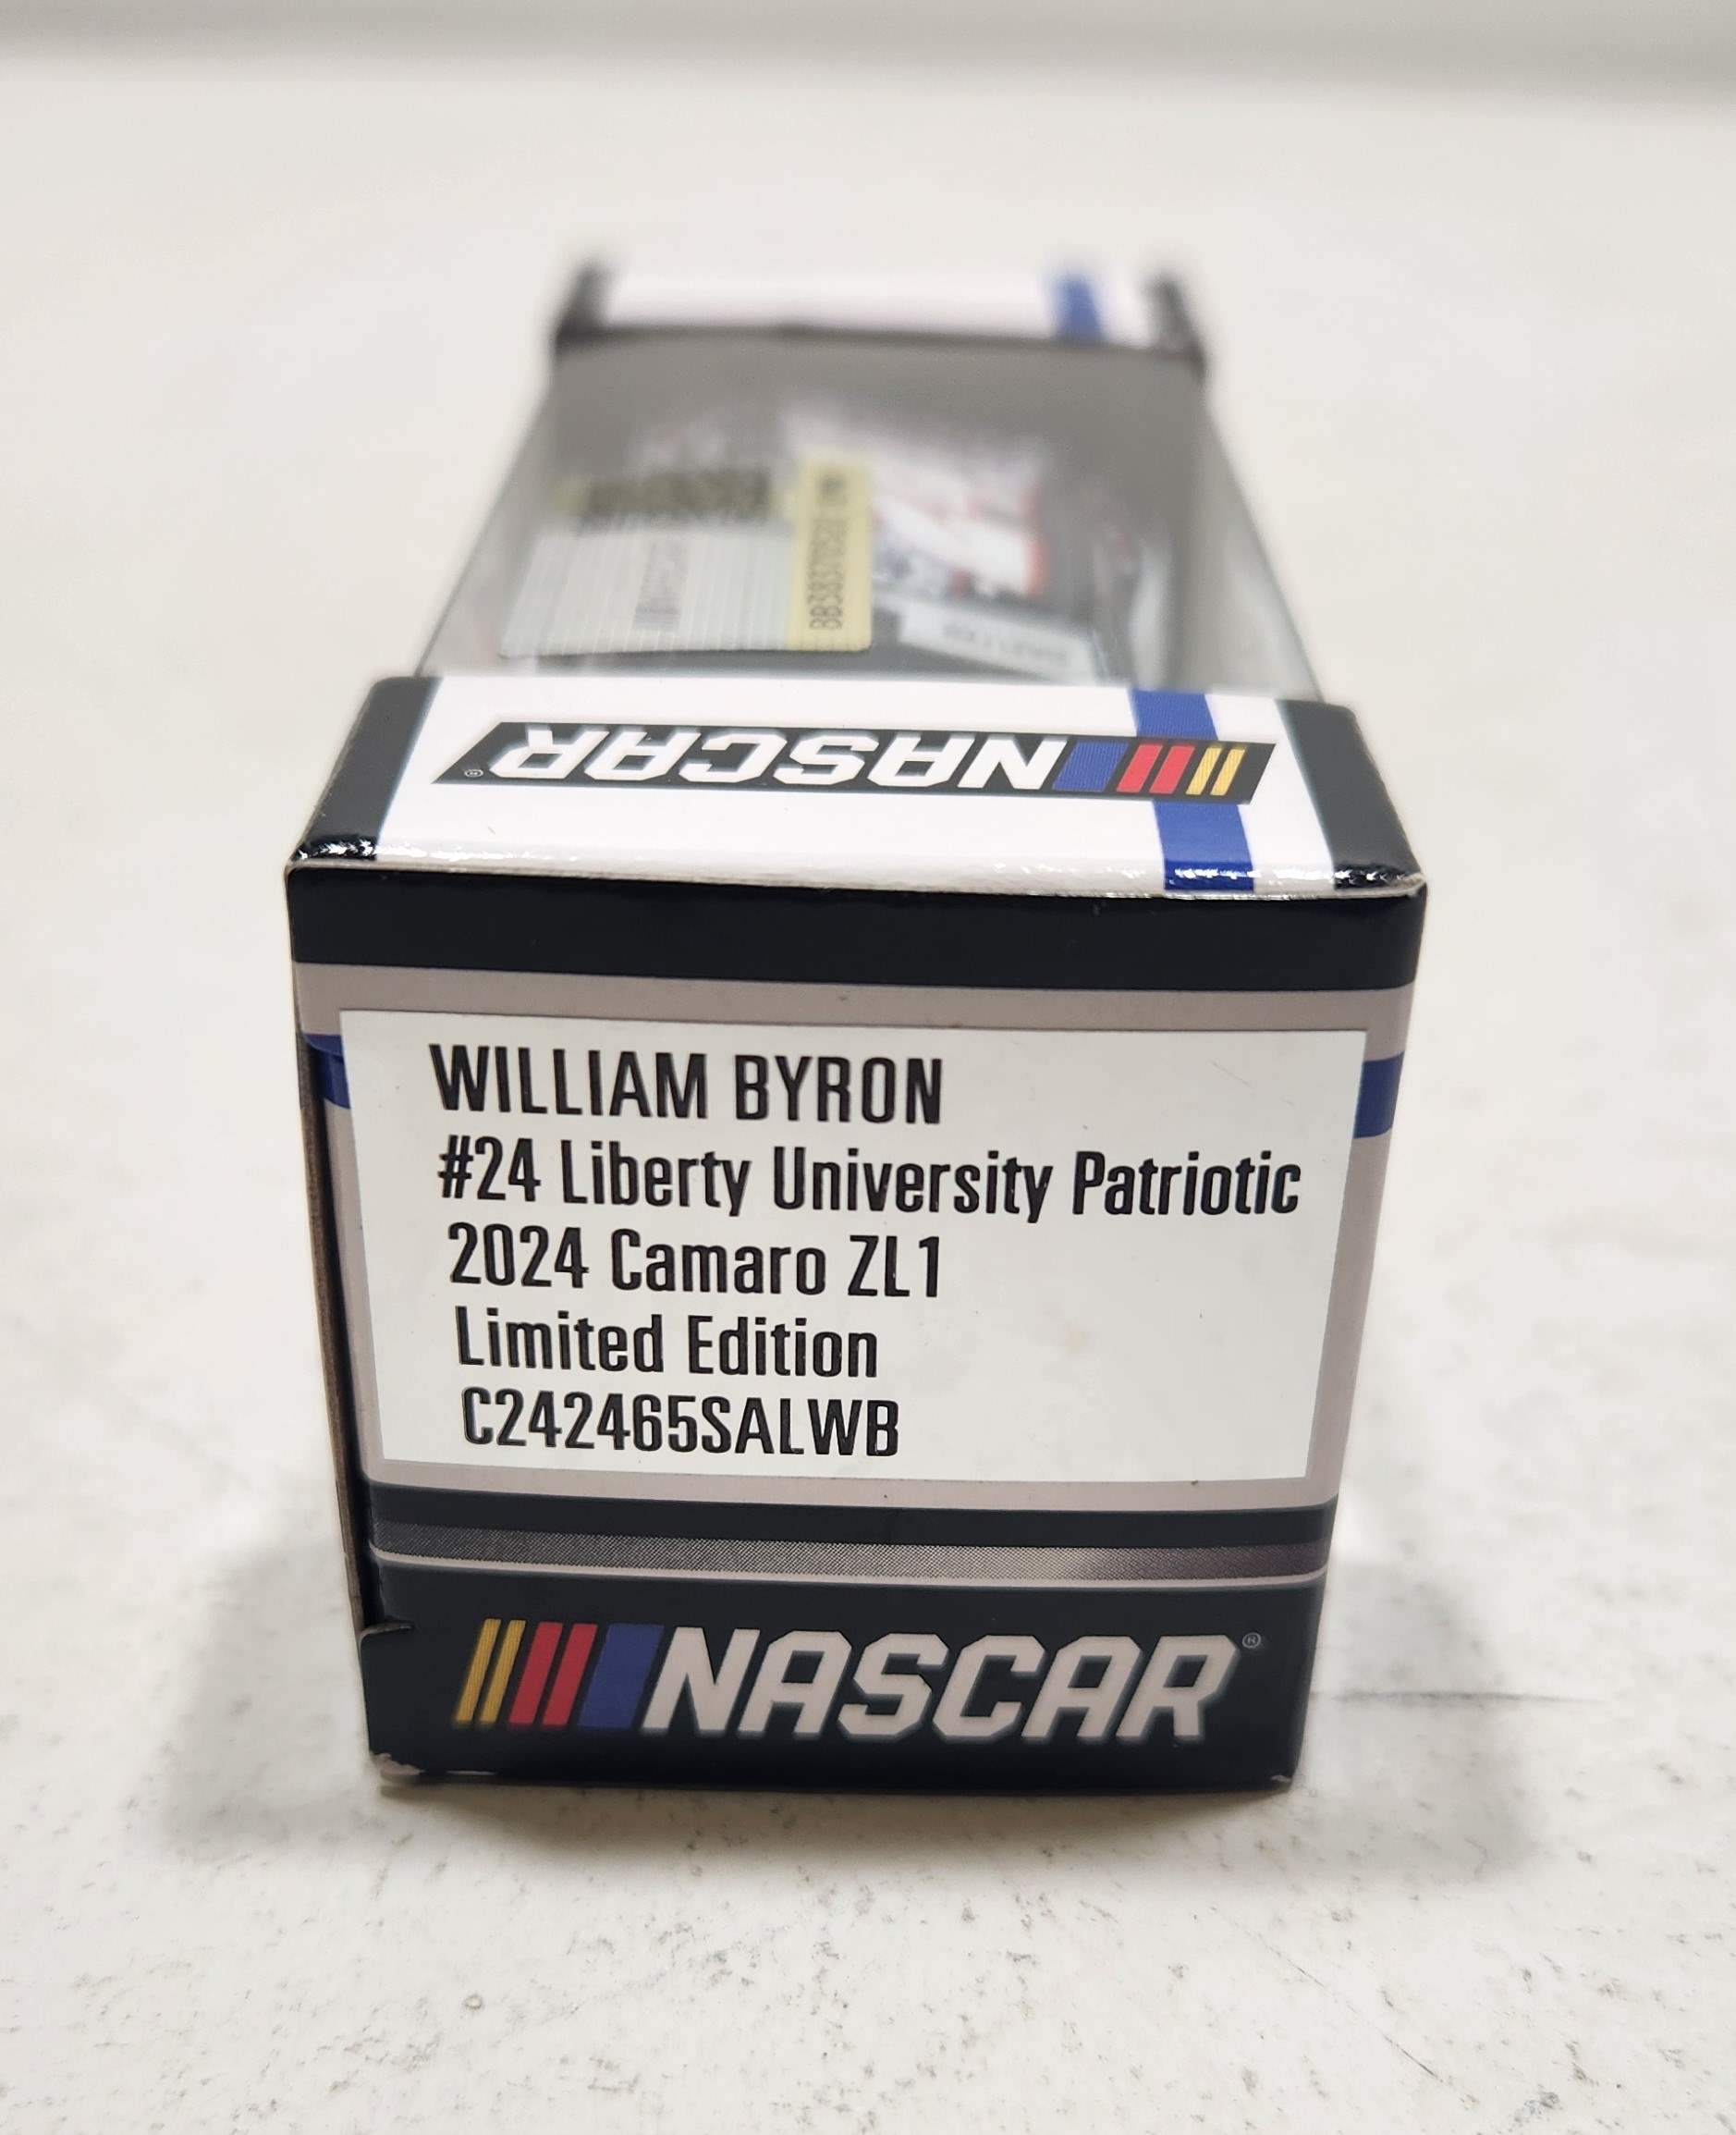 NASCAR
WILLIAM BYRON
#24 Liberty University Patriotic
2024 Camaro ZL1
Limited Edition
C242465SALWB
NASCAR®